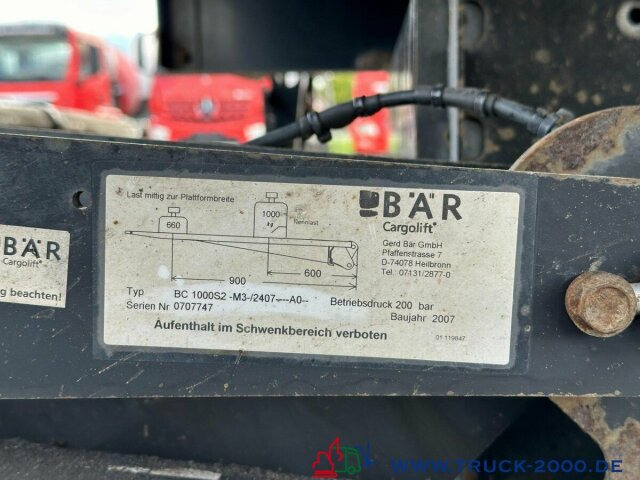 Last mittig zur Plattformbreite
660
1000
Nennlast
900
600
BÄR
Cargolift
Gerd Bär GmbH
Pfaffenstrasse 7
D-74078 Heilbronn
Tel.: 07131/2877-0
Typ BC 1000S2 -M3-/2407----A0-- Betriebsdruck 200 bar
Serien Nr 0707747 Baujahr 2007
Aufenthalt im Schwenkbereich verboten
01 119847
BÄR
Cargolift
g beachten!
WWW.TRUCK-2000.DE